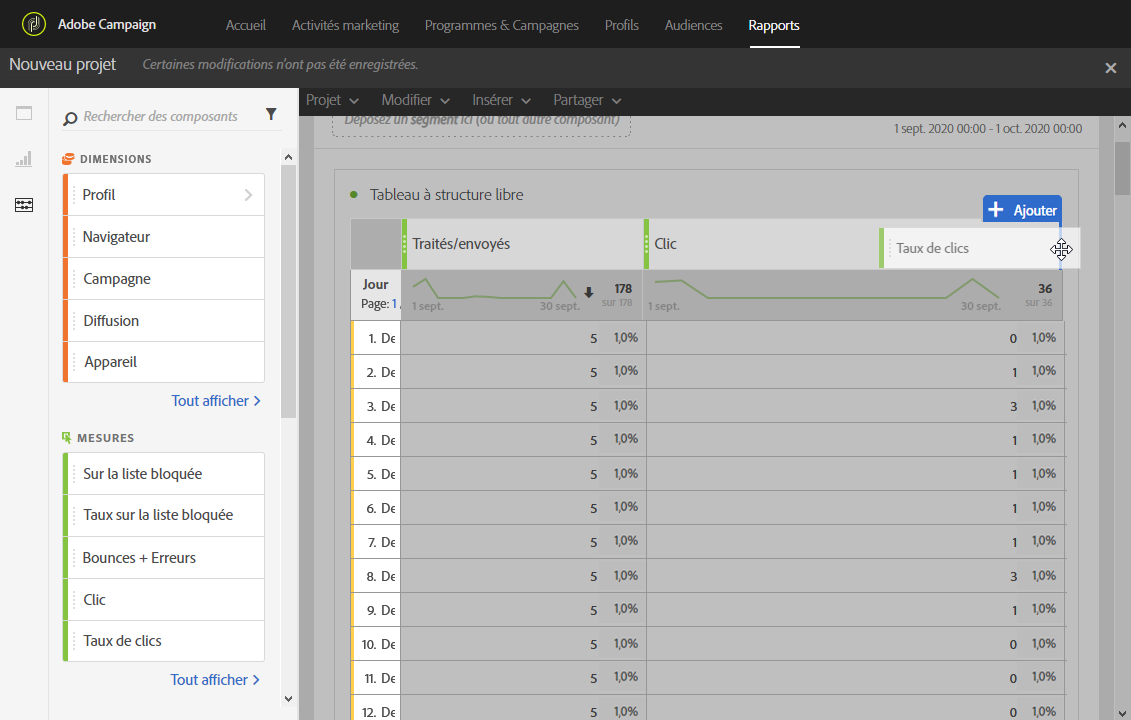 Adobe Campaign
Accueil
Activités marketing
Programmes & Campagnes
Profils
Audiences
Rapports
Nouveau projet
Certaines modifications n'ont pas été enregistrées.
Projet
Modifier
Insérer
Partager
Rechercher des composants
Déposez un segment ici (ou tout autre composant)
1 sept. 2020 00:00 - 1 oct. 2020 00:00
DIMENSIONS
Profil
Navigateur
Campagne
Diffusion
Appareil
Tout afficher
MESURES
Sur la liste bloquée
Taux sur la liste bloquée
Bounces + Erreurs
Clic
Taux de clics
Tout afficher
Tableau à structure libre
Ajouter
Traités/envoyés
Clic
Taux de clics
Jour
Page: 1
1 sept.
30 sept.
178
sur 178
1 sept.
30 sept.
36
sur 36
1. De 5 1,0% 0 1,0%
2. De 5 1,0% 1 1,0%
3. De 5 1,0% 3 1,0%
4. De 5 1,0% 1 1,0%
5. De 5 1,0% 1 1,0%
6. De 5 1,0% 1 1,0%
7. De 5 1,0% 1 1,0%
8. De 5 1,0% 3 1,0%
9. De 5 1,0% 1 1,0%
10. De 5 1,0% 0 1,0%
11. De 5 1,0% 0 1,0%
12. De 5 1,0% 0 1,0%